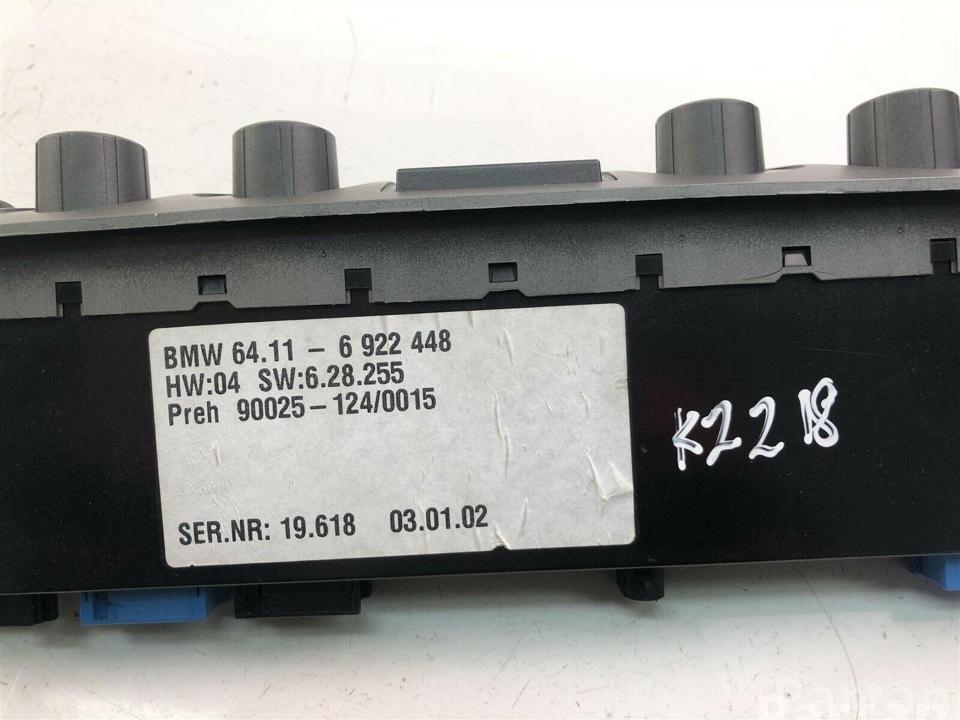 BMW 64.11 - 6 922 448
HW:04 SW:6.28.255
Preh 90025-124/0015
SER.NR: 19.618 03.01.02
K2218
Partan